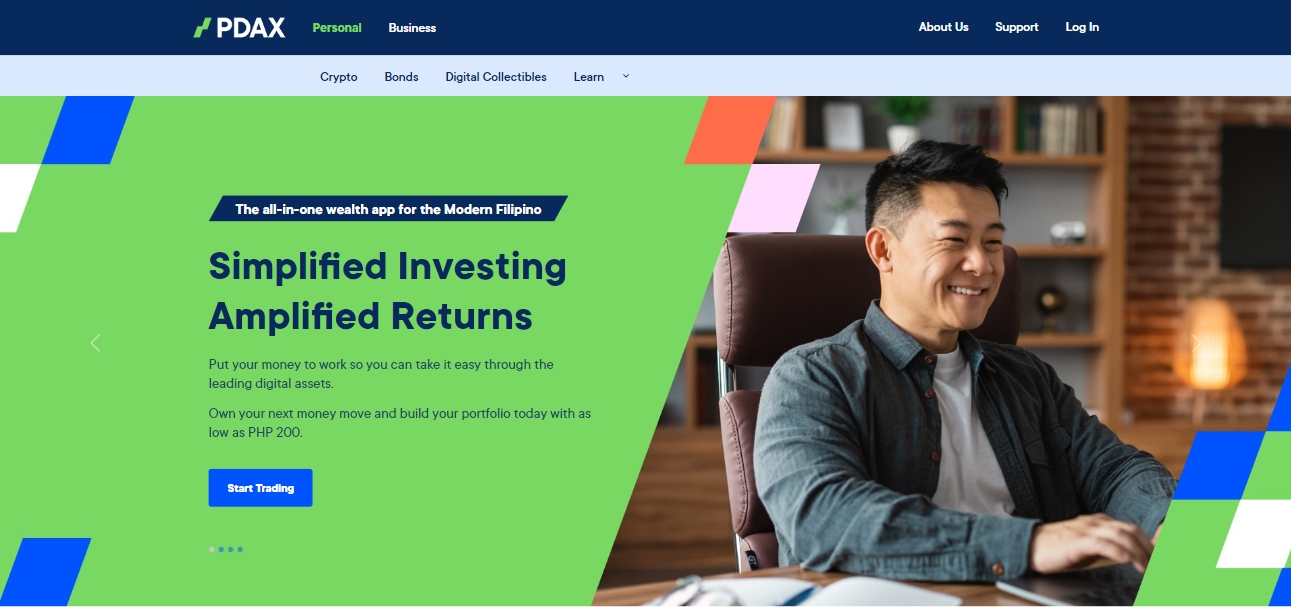 PDAX
Personal
Business
About Us
Support
Log In
Crypto
Bonds
Digital Collectibles
Learn
The all-in-one wealth app for the Modern Filipino
Simplified Investing
Amplified Returns
Put your money to work so you can take it easy through the
leading digital assets.
Own your next money move and build your portfolio today with as
low as PHP 200.
Start Trading